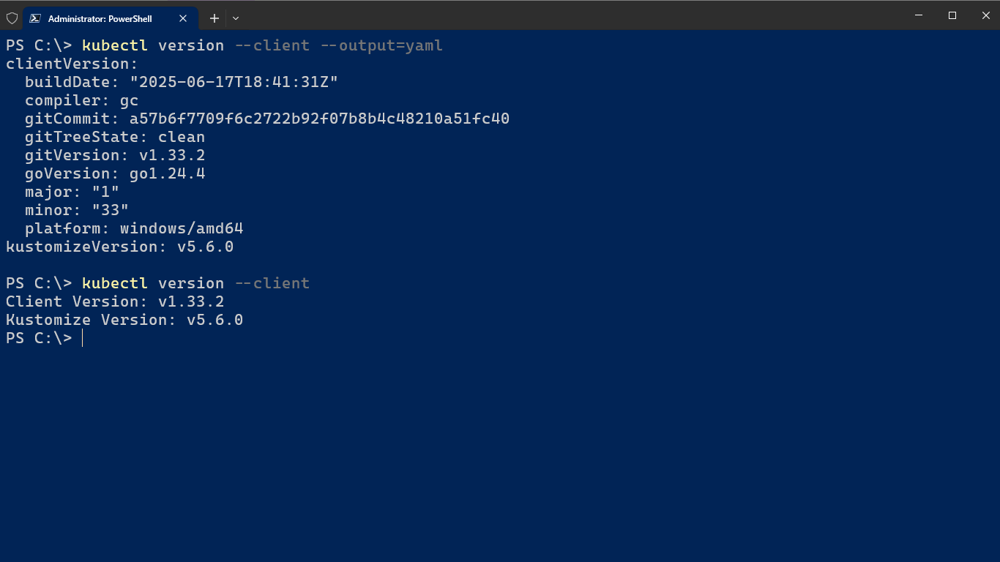 Administrator: PowerShell
PS C:\> kubectl version --client --output=yaml
clientVersion:
  buildDate: "2025-06-17T18:41:31Z"
  compiler: gc
  gitCommit: a57b6f7709f6c2722b92f07b8b4c48210a51fc40
  gitTreeState: clean
  gitVersion: v1.33.2
  goVersion: go1.24.4
  major: "1"
  minor: "33"
  platform: windows/amd64
kustomizeVersion: v5.6.0
PS C:\> kubectl version --client
Client Version: v1.33.2
Kustomize Version: v5.6.0
PS C:\>